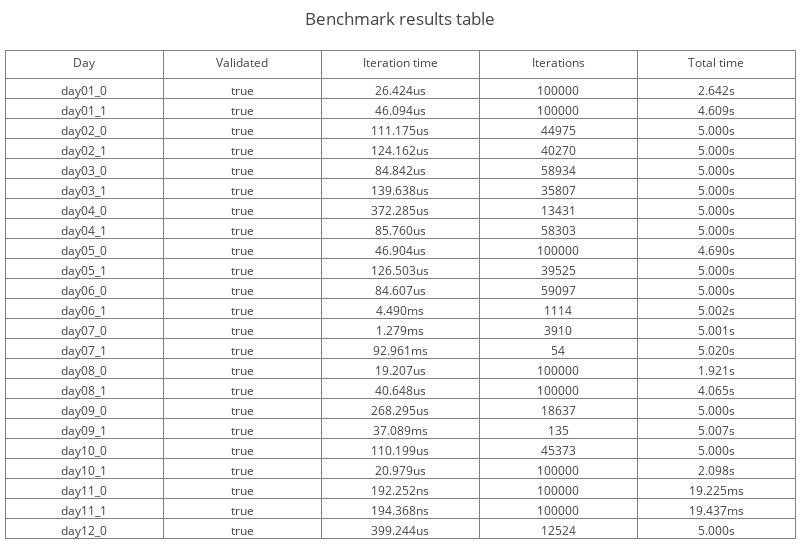 Benchmark results table
Day Validated Iteration time Iterations Total time
day01_0 true 26.424us 100000 2.642s
day01_1 true 46.094us 100000 4.609s
day02_0 true 111.175us 44975 5.000s
day02_1 true 124.162us 40270 5.000s
day03_0 true 84.842us 58934 5.000s
day03_1 true 139.638us 35807 5.000s
day04_0 true 372.285us 13431 5.000s
day04_1 true 85.760us 58303 5.000s
day05_0 true 46.904us 100000 4.690s
day05_1 true 126.503us 39525 5.000s
day06_0 true 84.607us 59097 5.000s
day06_1 true 4.490ms 1114 5.002s
day07_0 true 1.279ms 3910 5.001s
day07_1 true 92.961ms 54 5.020s
day08_0 true 19.207us 100000 1.921s
day08_1 true 40.648us 100000 4.065s
day09_0 true 268.295us 18637 5.000s
day09_1 true 37.089ms 135 5.007s
day10_0 true 110.199us 45373 5.000s
day10_1 true 20.979us 100000 2.098s
day11_0 true 192.252ns 100000 19.225ms
day11_1 true 194.368ns 100000 19.437ms
day12_0 true 399.244us 12524 5.000s